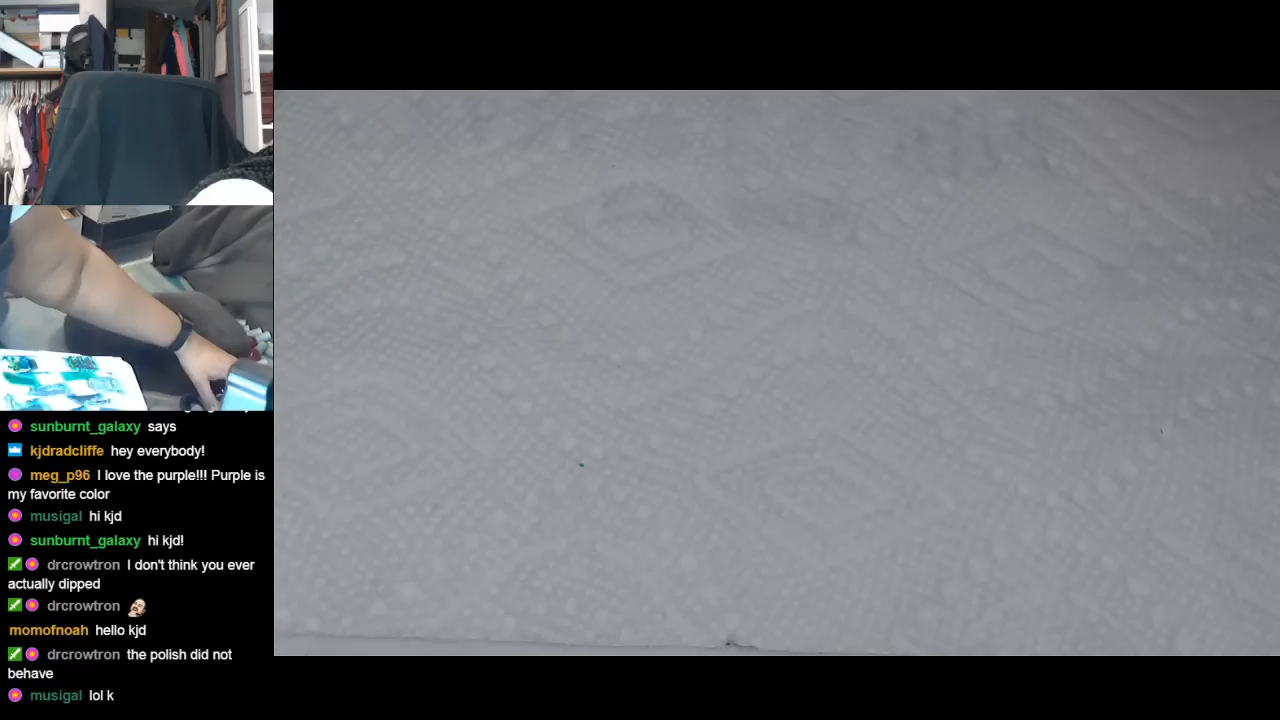 sunburnt_galaxy says
kjdradcliffe hey everybody!
meg_p96 I love the purple!!! Purple is
my favorite color
musigal hi kjd
sunburnt_galaxy hi kjd!
drcrowtron I don't think you ever
actually dipped
drcrowtron
momofnoah hello kjd
drcrowtron the polish did not
behave
musigal lol k